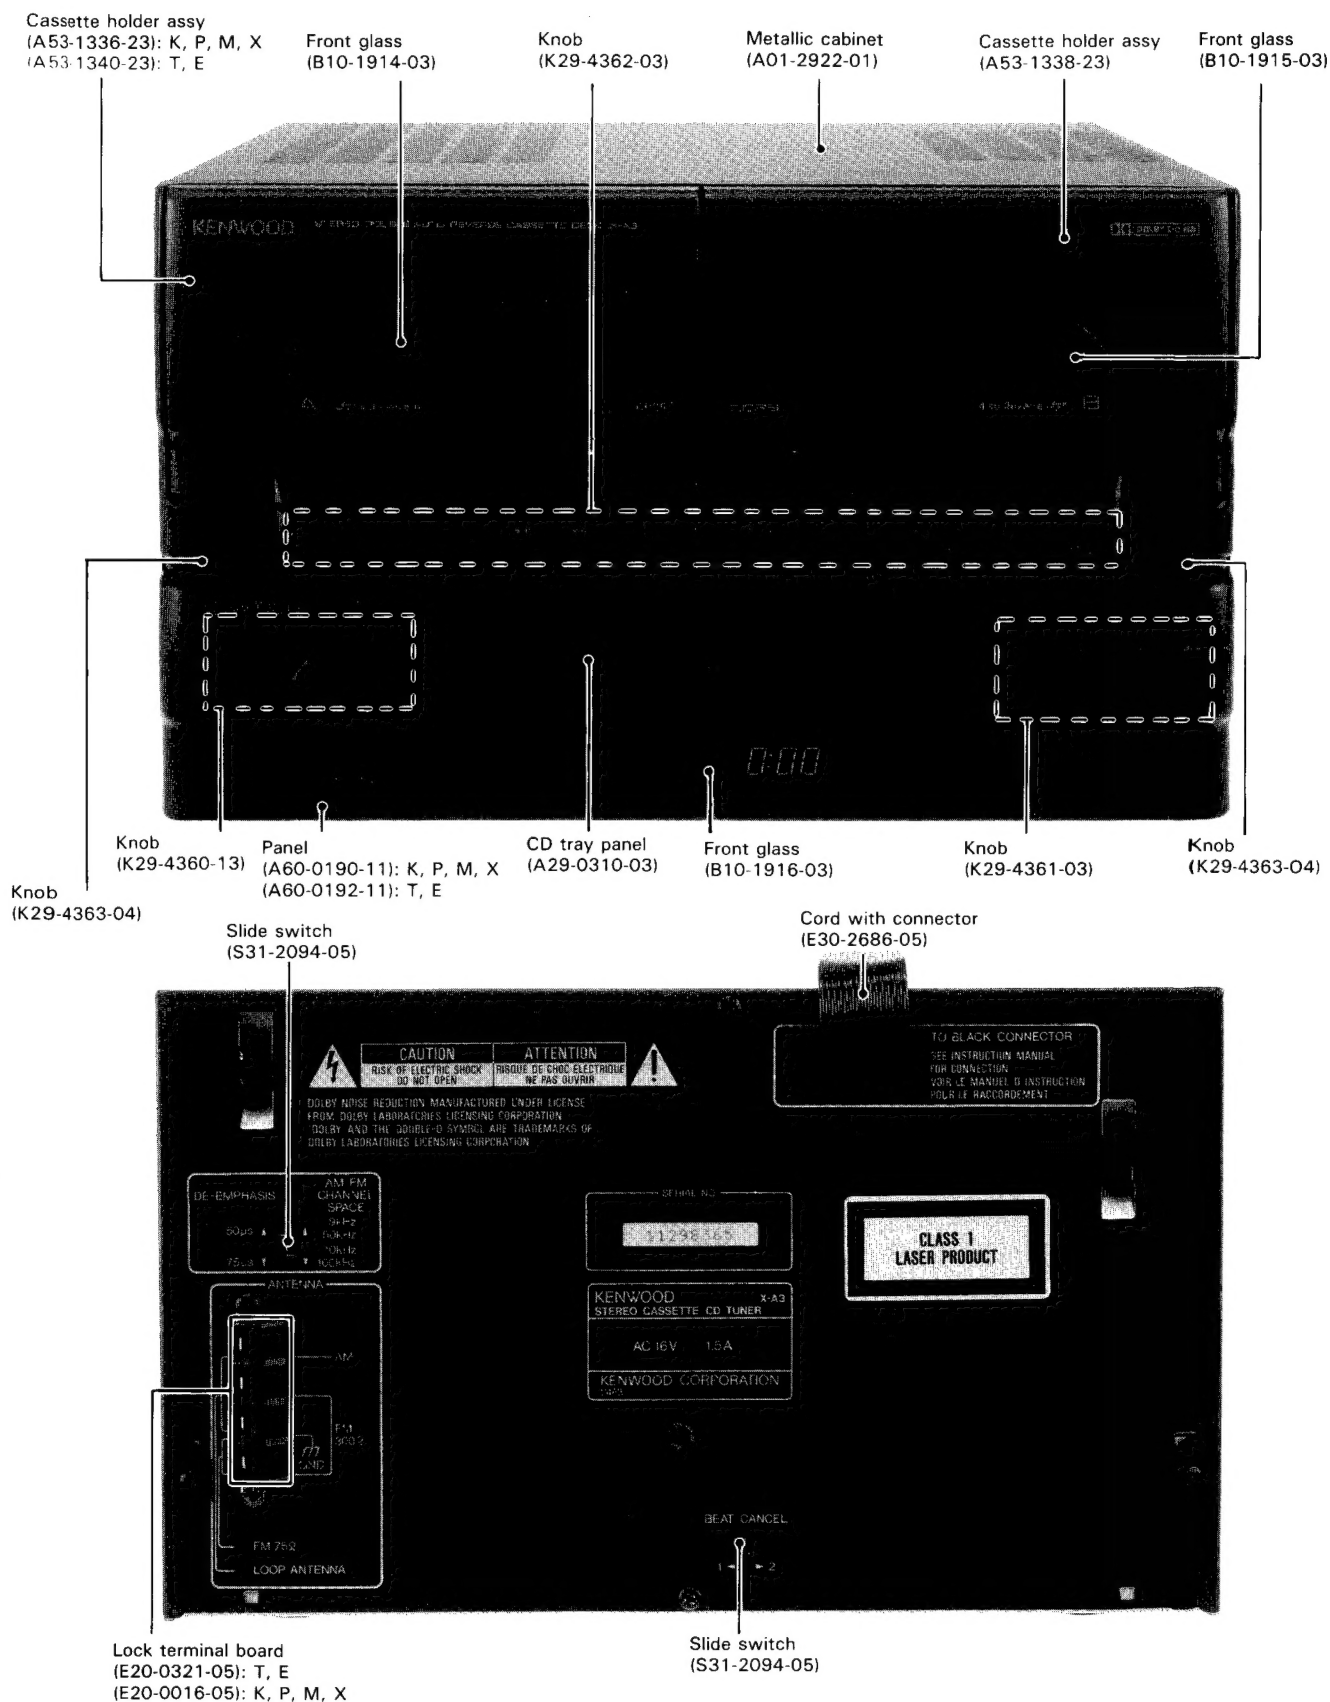 Cassette holder assy
(A53-1336-23): K, P, M, X
(A53-1340-23): T, E
Front glass
(B10-1914-03)
Knob
(K29-4362-03)
Metallic cabinet
(A01-2922-01)
Cassette holder assy
(A53-1338-23)
Front glass
(B10-1915-03)
KENWOOD
A
B
0:00
Knob
(K29-4363-04)
Knob
(K29-4360-13)
Panel
(A60-0190-11): K, P, M, X
(A60-0192-11): T, E
CD tray panel
(A29-0310-03)
Front glass
(B10-1916-03)
Knob
(K29-4361-03)
Knob
(K29-4363-04)
Slide switch
(S31-2094-05)
Cord with connector
(E30-2686-05)
CAUTION
RISK OF ELECTRIC SHOCK
DO NOT OPEN
ATTENTION
RISQUE DE CHOC ELECTRIQUE
NE PAS OUVRIR
DOLBY NOISE REDUCTION MANUFACTURED UNDER LICENSE
FROM DOLBY LABORATORIES LICENSING CORPORATION
DOLBY AND THE DOUBLE-D SYMBOL ARE TRADEMARKS OF
DOLBY LABORATORIES LICENSING CORPORATION
TO BLACK CONNECTOR
SEE INSTRUCTION MANUAL
FOR CONNECTION
VOIR LE MANUEL D INSTRUCTION
POUR LE RACCORDEMENT
DE-EMPHASIS
AM FM
CHANNEL
SPACE
50μs
9kHz
50kHz
75μs
10kHz
100kHz
ANTENNA
AM
FM
300Ω
GND
FM 75Ω
LOOP ANTENNA
SERIAL NO
KENWOOD X-A3
STEREO CASSETTE CD TUNER
AC 16V 1.5A
KENWOOD CORPORATION
CLASS 1
LASER PRODUCT
BEAT CANCEL
1 2
Slide switch
(S31-2094-05)
Lock terminal board
(E20-0321-05): T, E
(E20-0016-05): K, P, M, X